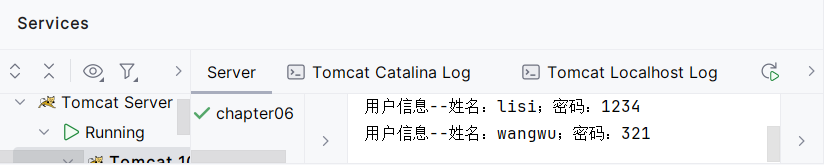 Services
Server
Tomcat Catalina Log
Tomcat Localhost Log
Tomcat Server
Running
chapter06
用户信息--姓名：lisi；密码：1234
用户信息--姓名：wangwu；密码：321